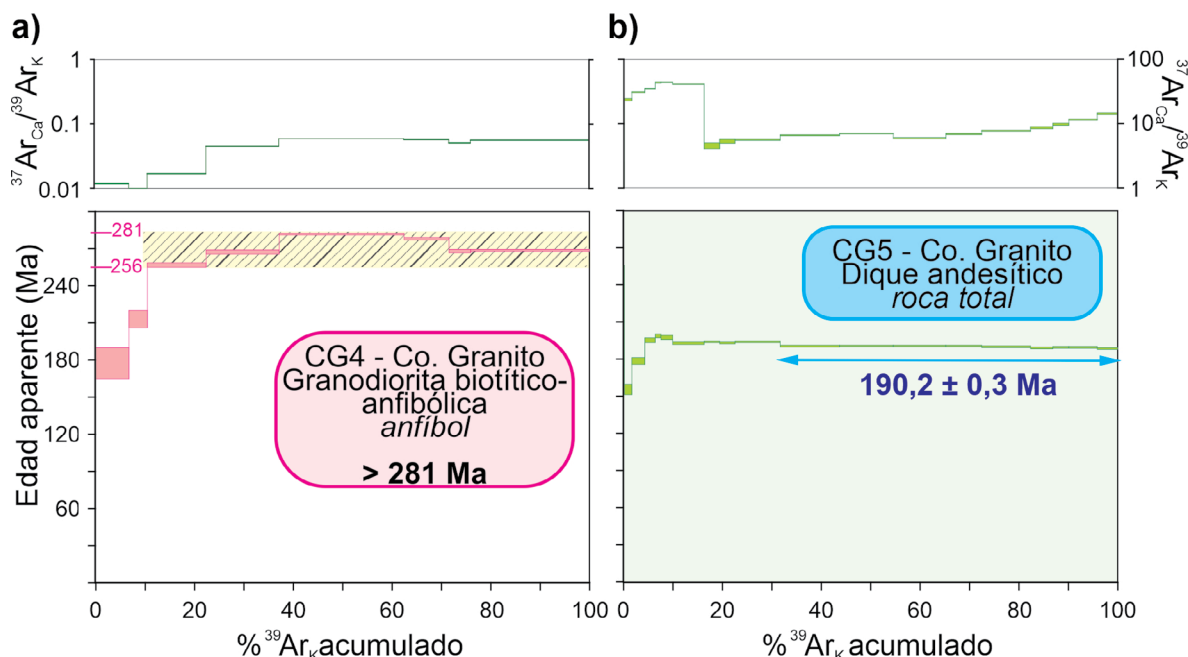 a)
b)
1
0.1
0.01
37ArCa/39ArK
100
10
1
37ArCa/39ArK
281
256
240
180
120
60
Edad aparente (Ma)
CG4 - Co. Granito
Granodiorita biotítico-
anfibólica
anfíbol
> 281 Ma
CG5 - Co. Granito
Dique andesítico
roca total
190,2 ± 0,3 Ma
0 20 40 60 80 100
0 20 40 60 80 100
% 39ArK acumulado
% 39ArK acumulado